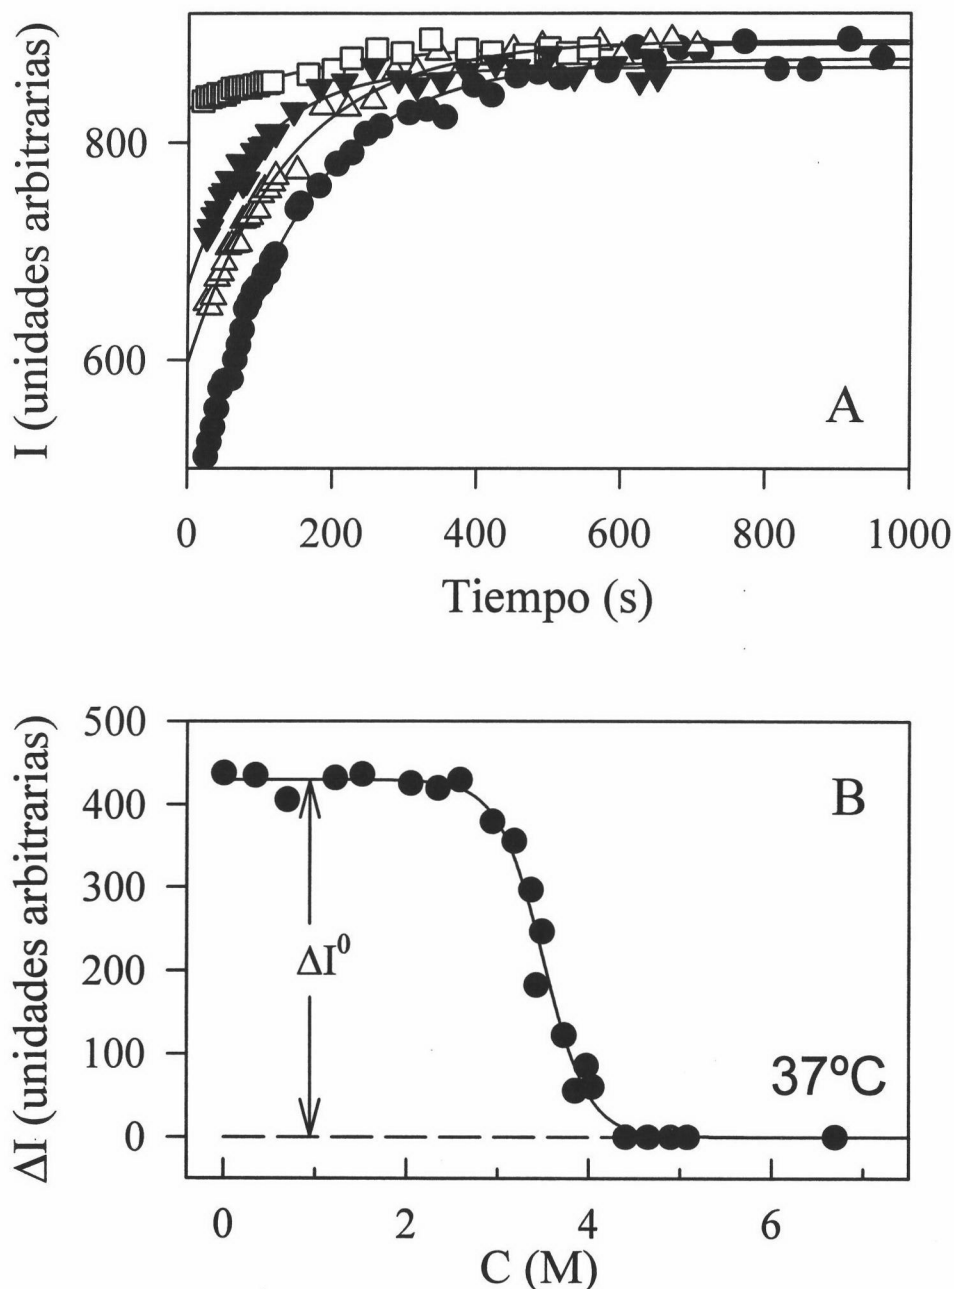 I (unidades arbitrarias)
800
600
A
0 200 400 600 800 1000
Tiempo (s)
ΔI (unidades arbitrarias)
500
400
300
200
100
0
B
ΔI⁰
37ºC
0 2 4 6
C (M)